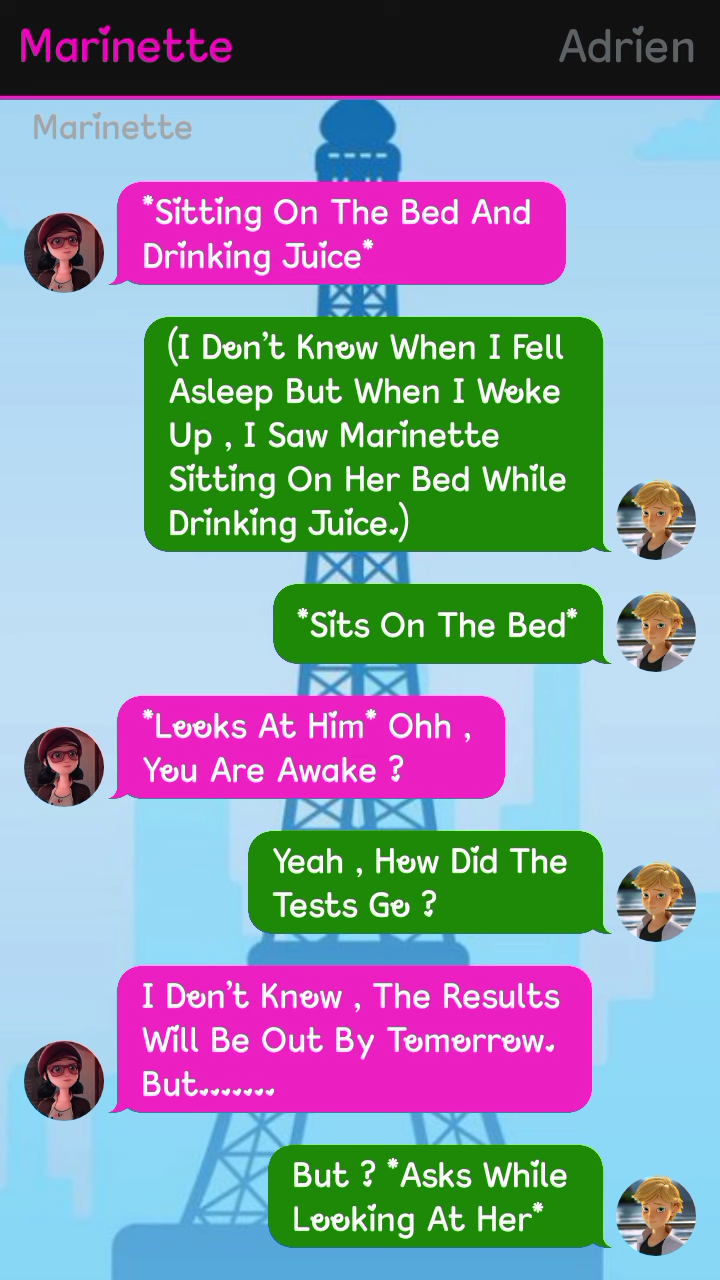 Marinette
Adrien
Marinette
*Sitting On The Bed And
Drinking Juice*
(I Don't Know When I Fell
Asleep But When I Woke
Up , I Saw Marinette
Sitting On Her Bed While
Drinking Juice.)
*Sits On The Bed*
*Looks At Him* Ohh ,
You Are Awake ?
Yeah , How Did The
Tests Go ?
I Don't Know , The Results
Will Be Out By Tomorrow.
But.......
But ? *Asks While
Looking At Her*